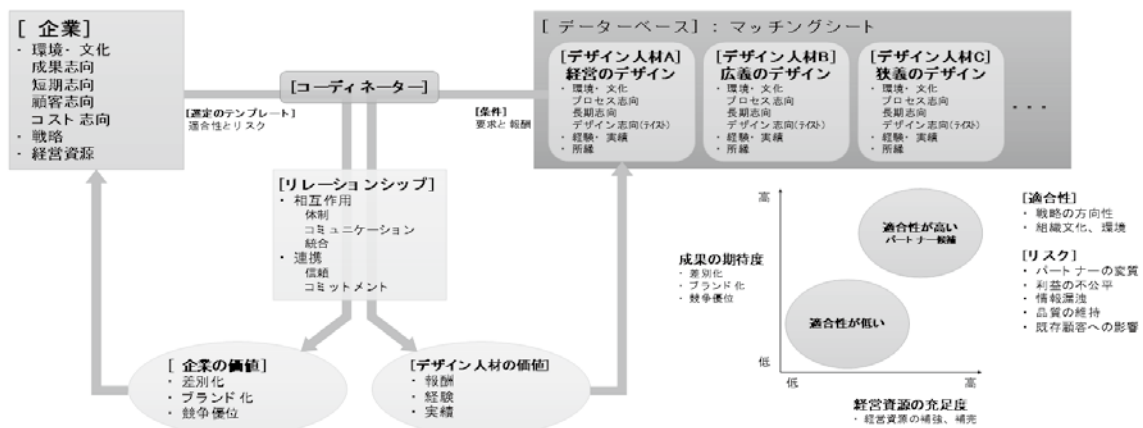 [ 企業]
・ 環境・文化
成果志向
短期志向
顧客志向
コスト志向
・ 戦略
・ 経営資源
[コーディネーター]
[選定のテンプレート]
適合性とリスク
[条件]
要求と報酬
[ データーベース] : マッチングシート
[デザイン人材A]
経営のデザイン
・ 環境・文化
プロセス志向
長期志向
デザイン志向(テイスト)
・ 経験・実績
・ 所縁
[デザイン人材B]
広義のデザイン
・ 環境・文化
プロセス志向
長期志向
デザイン志向(テイスト)
・ 経験・実績
・ 所縁
[デザイン人材C]
狭義のデザイン
・ 環境・文化
プロセス志向
長期志向
デザイン志向(テイスト)
・ 経験・実績
・ 所縁
・・・
[リレーションシップ]
・ 相互作用
体制
コミュニケーション
統合
・ 連携
信頼
コミットメント
[ 企業の価値]
・ 差別化
・ ブランド化
・ 競争優位
[デザイン人材の価値]
・ 報酬
・ 経験
・ 実績
成果の期待度
・ 差別化
・ ブランド化
・ 競争優位
高
低
適合性が高い
パートナー候補
適合性が低い
低
高
経営資源の充足度
・ 経営資源の補強、補完
[適合性]
・ 戦略の方向性
・ 組織文化、環境
[リスク]
・ パートナーの変質
・ 利益の不公平
・ 情報漏洩
・ 品質の維持
・ 既存顧客への影響